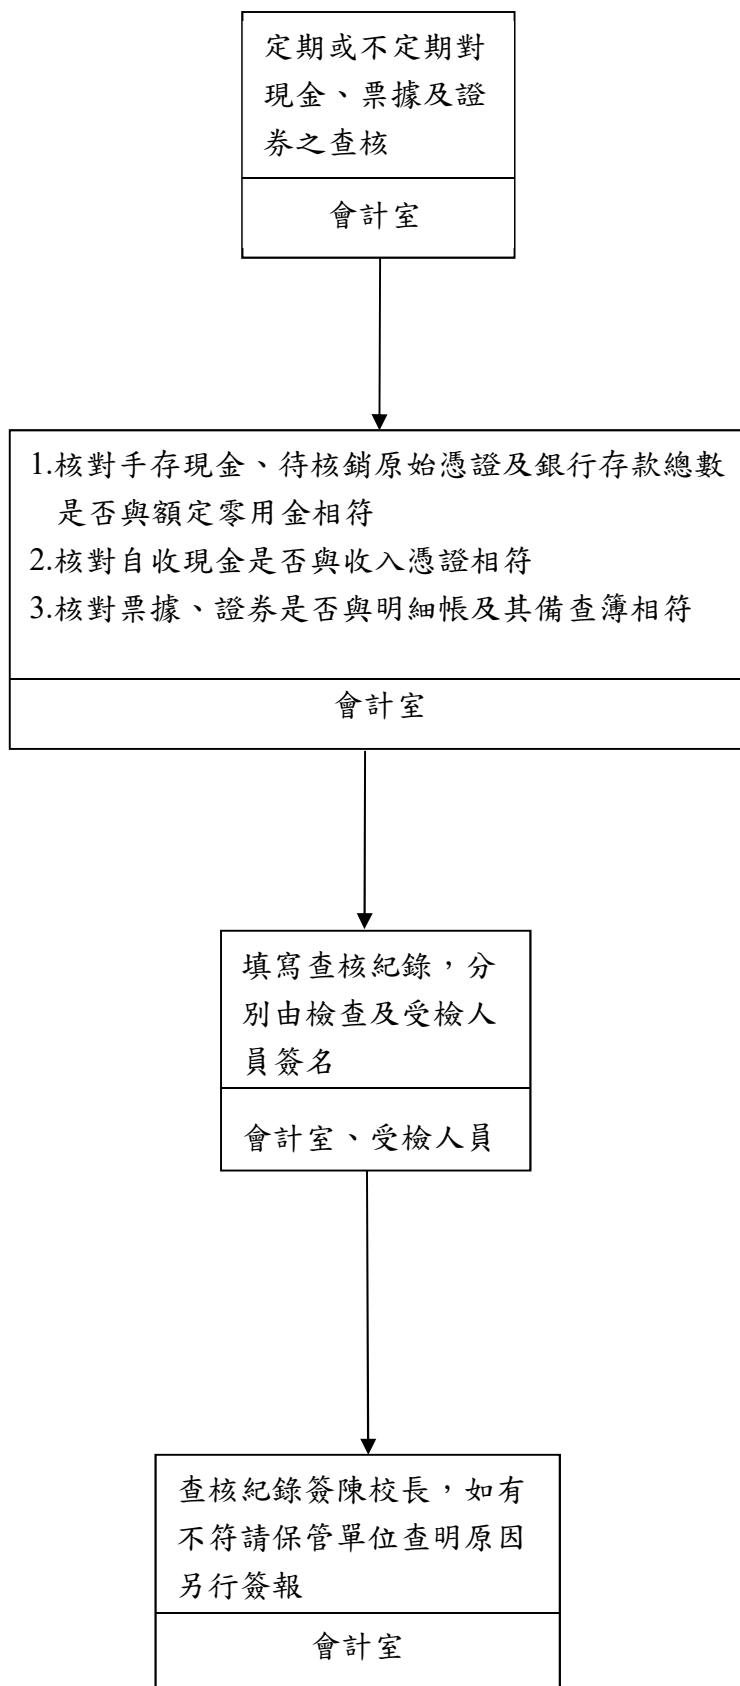 定期或不定期對
現金、票據及證
券之查核
會計室
1.核對手存現金、待核銷原始憑證及銀行存款總數
是否與額定零用金相符
2.核對自收現金是否與收入憑證相符
3.核對票據、證券是否與明細帳及其備查簿相符
會計室
填寫查核紀錄，分
別由檢查及受檢人
員簽名
會計室、受檢人員
查核紀錄簽陳校長，如有
不符請保管單位查明原因
另行簽報
會計室